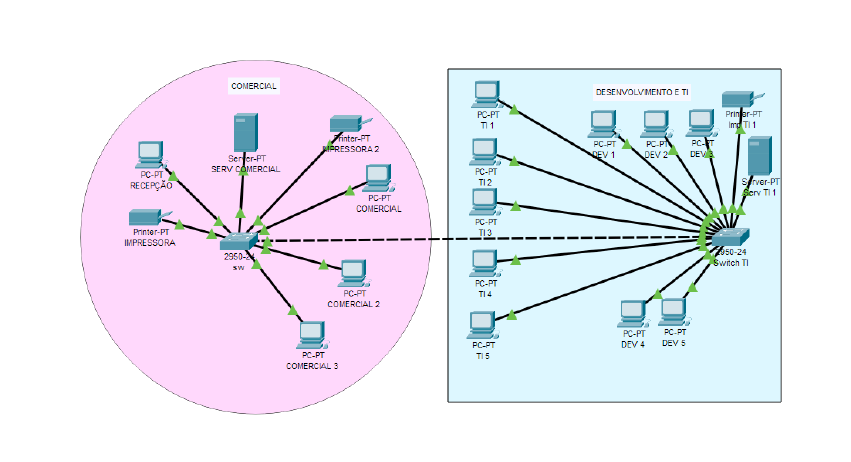 COMERCIAL
Printer-PT
IMPRESSORA 2
Server-PT
SERV COMERCIAL
PC-PT
RECEPÇÃO
PC-PT
COMERCIAL
Printer-PT
IMPRESSORA
2950-24
sw
PC-PT
COMERCIAL 2
PC-PT
COMERCIAL 3
DESENVOLVIMENTO E TI
PC-PT
TI 1
Printer-PT
Imp TI 1
PC-PT
DEV 1
PC-PT
DEV 2
PC-PT
DEV 3
PC-PT
TI 2
Server-PT
Serv TI 1
PC-PT
TI 3
2950-24
Switch TI
PC-PT
TI 4
PC-PT
TI 5
PC-PT
DEV 4
PC-PT
DEV 5